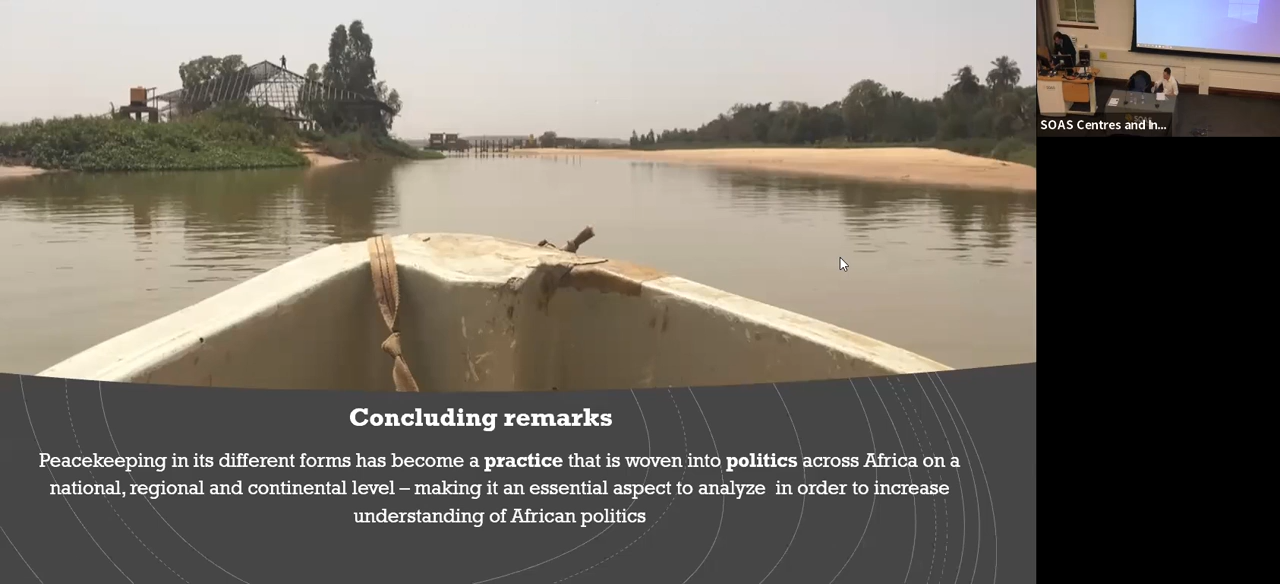 SOAS Centres and In...
Concluding remarks
Peacekeeping in its different forms has become a practice that is woven into politics across Africa on a
national, regional and continental level – making it an essential aspect to analyze  in order to increase
understanding of African politics